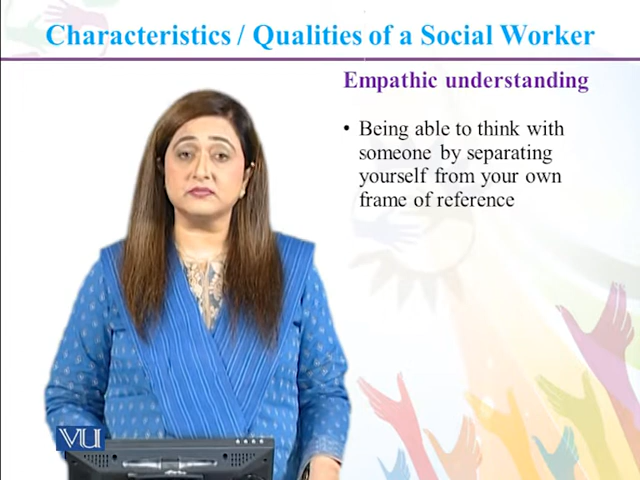 Characteristics / Qualities of a Social Worker
Empathic understanding
• Being able to think with
someone by separating
yourself from your own
frame of reference
VU